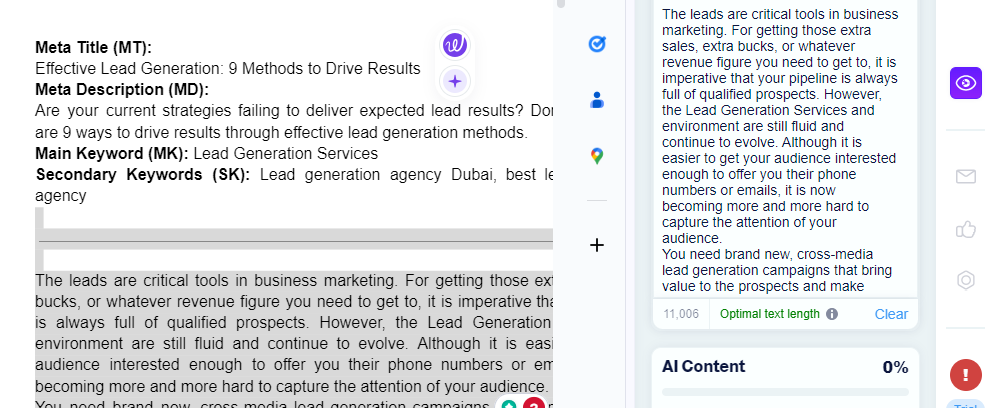 Meta Title (MT):
Effective Lead Generation: 9 Methods to Drive Results
Meta Description (MD):
Are your current strategies failing to deliver expected lead results?
are 9 ways to drive results through effective lead generation methods.
Main Keyword (MK): Lead Generation Services
Secondary Keywords (SK): Lead generation agency Dubai, best
agency
The leads are critical tools in business marketing. For getting those
bucks, or whatever revenue figure you need to get to, it is imperative
is always full of qualified prospects. However, the Lead Generation
environment are still fluid and continue to evolve. Although it is
audience interested enough to offer you their phone numbers or
becoming more and more hard to capture the attention of your audience.
You need brand new, cross-media lead generation campaigns
The leads are critical tools in business
marketing. For getting those extra
sales, extra bucks, or whatever
revenue figure you need to get to, it is
imperative that your pipeline is always
full of qualified prospects. However,
the Lead Generation Services and
environment are still fluid and
continue to evolve. Although it is
easier to get your audience interested
enough to offer you their phone
numbers or emails, it is now
becoming more and more hard to
capture the attention of your
audience.
You need brand new, cross-media
lead generation campaigns that bring
value to the prospects and make
11,006 Optimal text length Clear
AI Content 0%
Trial